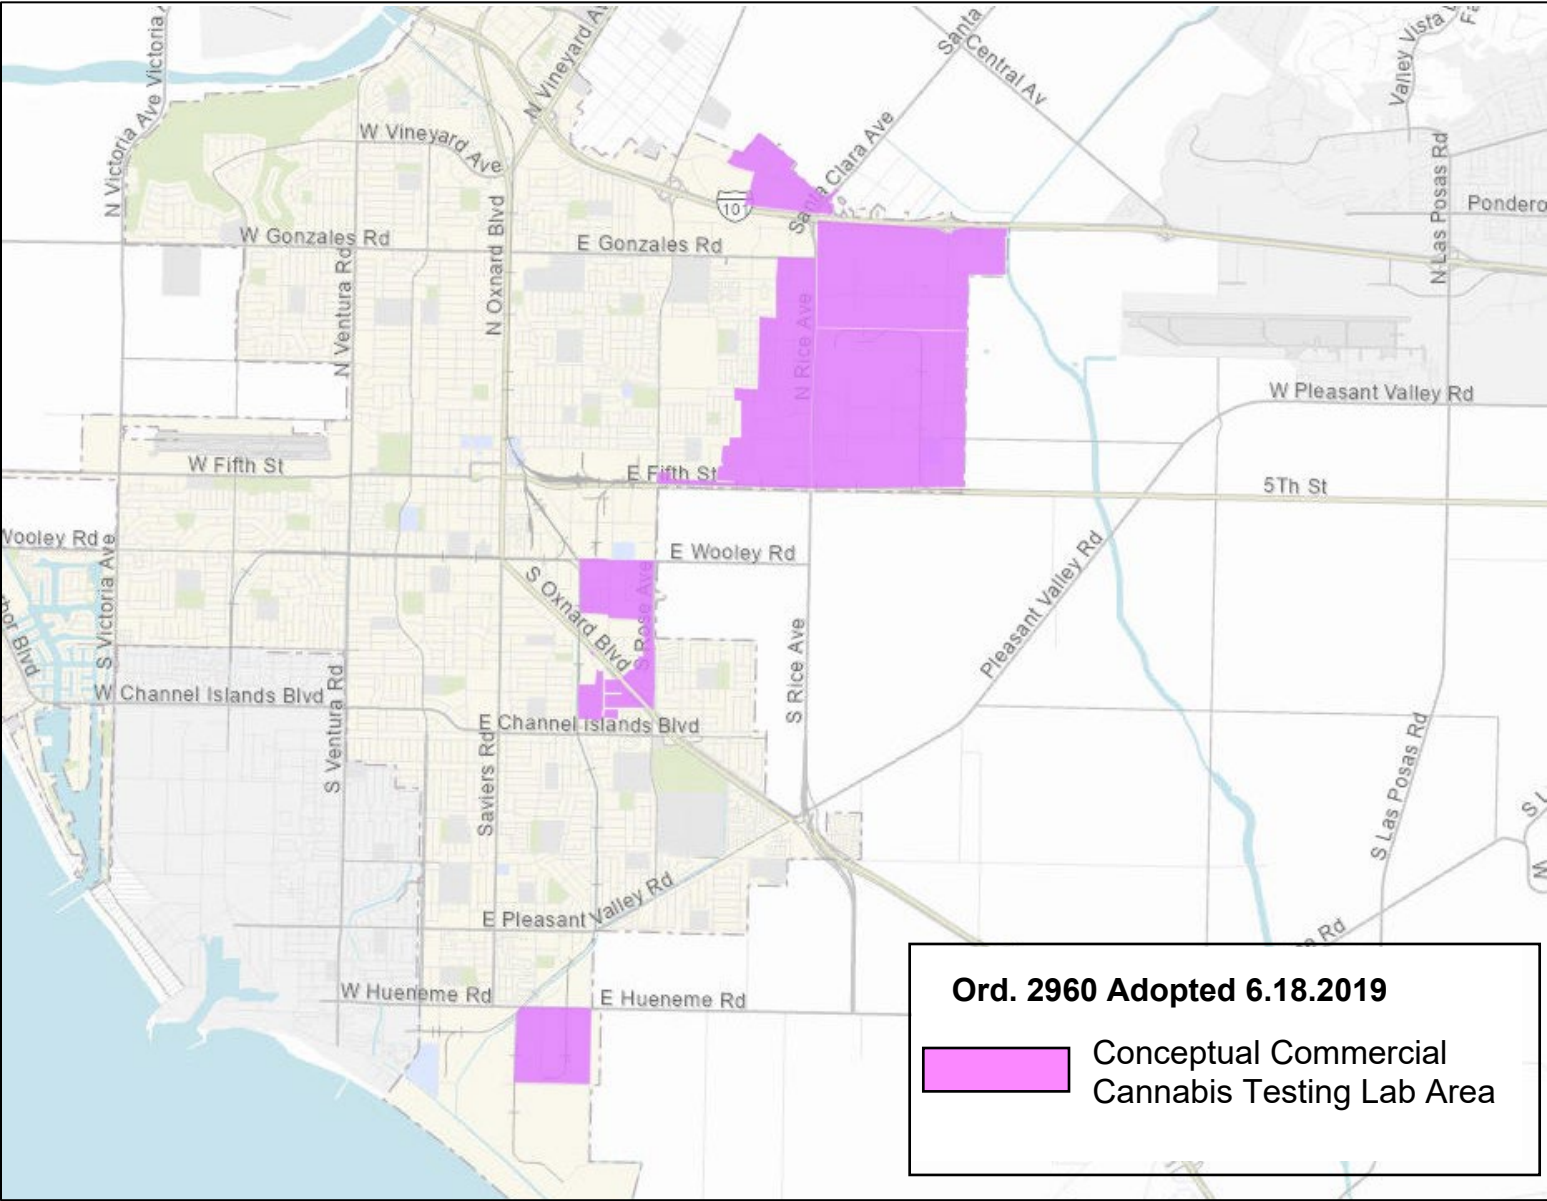 N Victoria Ave
Victoria
N Vineyard Av
Santa
Central Av
Valley Vista
W Vineyard Ave
Santa Clara Ave
101
N Las Posas Rd
Pondero
W Gonzales Rd
E Gonzales Rd
N Oxnard Blvd
N Ventura Rd
N Rice Ave
W Pleasant Valley Rd
W Fifth St
E Fifth St
5Th St
Wooley Rd
E Wooley Rd
S Victoria Ave
S Oxnard Blvd
S Rose Ave
Pleasant Valley Rd
rbor Blvd
S Rice Ave
W Channel Islands Blvd
E Channel Islands Blvd
S Ventura Rd
Saviers Rd
S Las Posas Rd
E Pleasant Valley Rd
a Rd
W Hueneme Rd
E Hueneme Rd
Ord. 2960 Adopted 6.18.2019
Conceptual Commercial
Cannabis Testing Lab Area